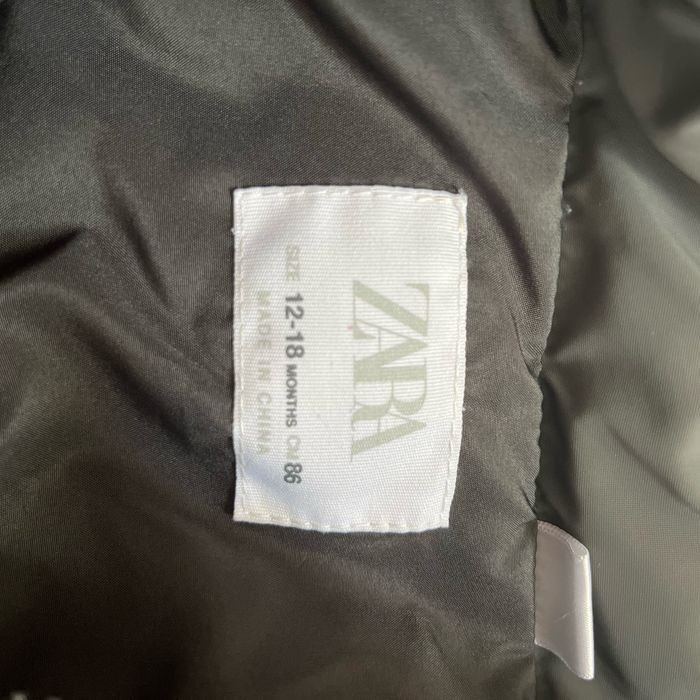 ZARA
SIZE 12-18 MONTHS CM 86
MADE IN CHINA